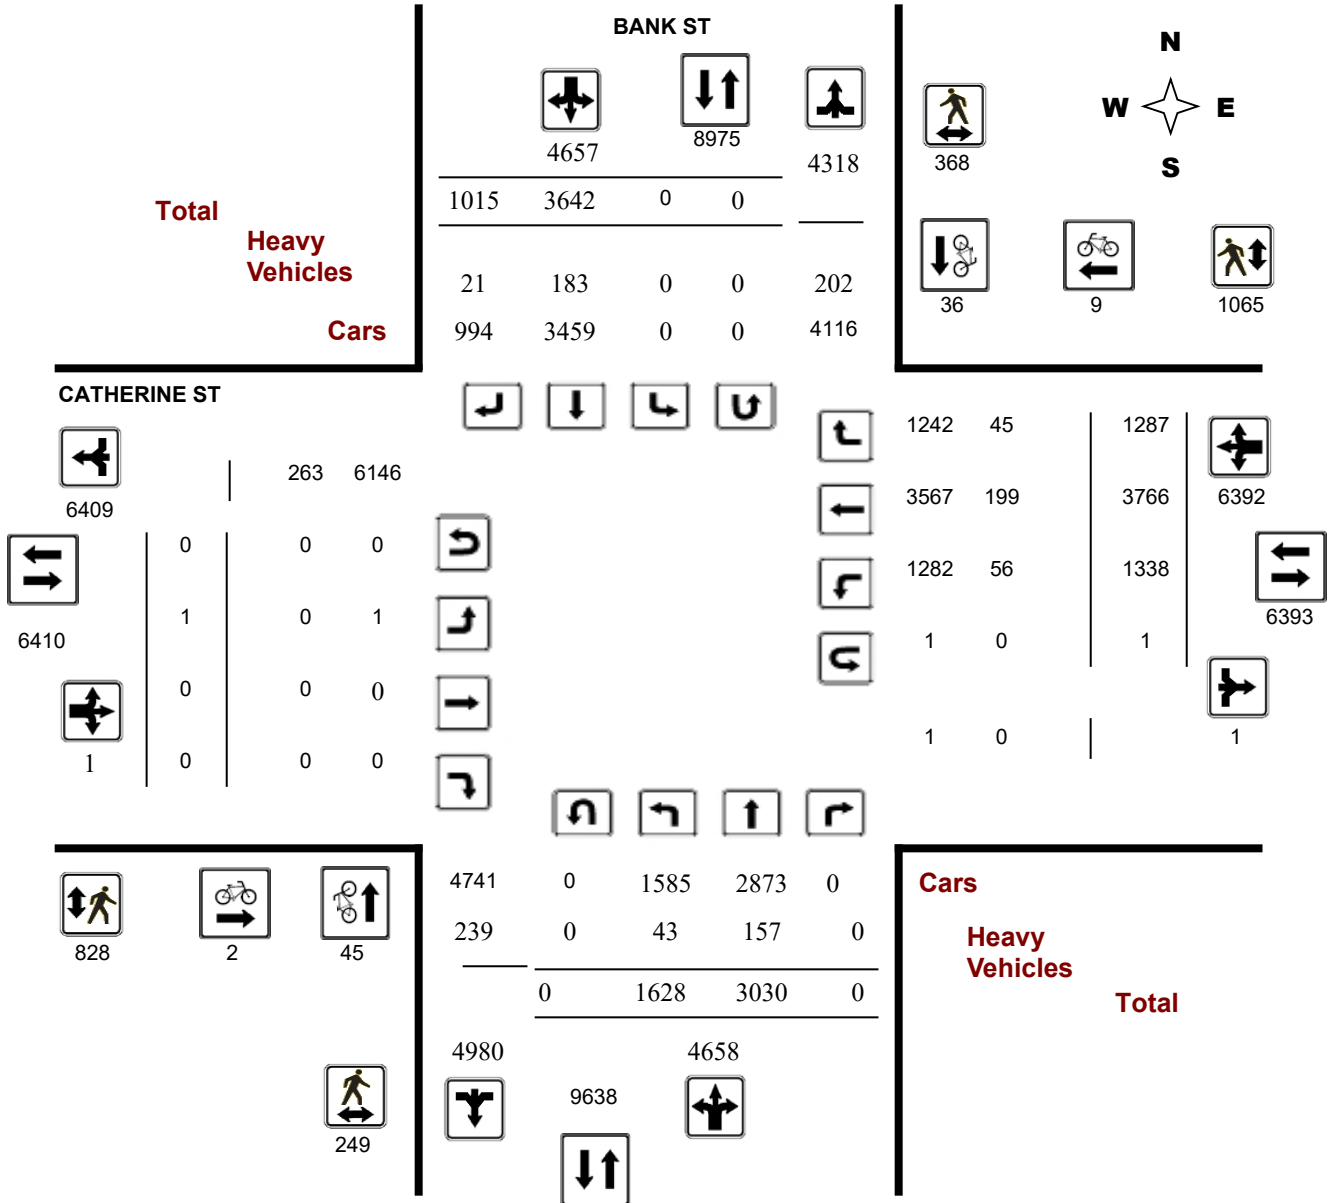 BANK ST
N
W E
S
4657 8975 4318 368
1015 3642 0 0
Total
Heavy
Vehicles
21 183 0 0 202
36 9 1065
Cars 994 3459 0 0 4116
CATHERINE ST
1242 45 1287
263 6146
6409
3567 199 3766 6392
0 0 0
1282 56 1338
6393
1 0 1
6410
1 0 1
0 0 0
1 0 1
1 0 0 0
4741 0 1585 2873 0 Cars
239 0 43 157 0 Heavy
Vehicles
828 2 45
0 1628 3030 0 Total
4980 4658
9638
249